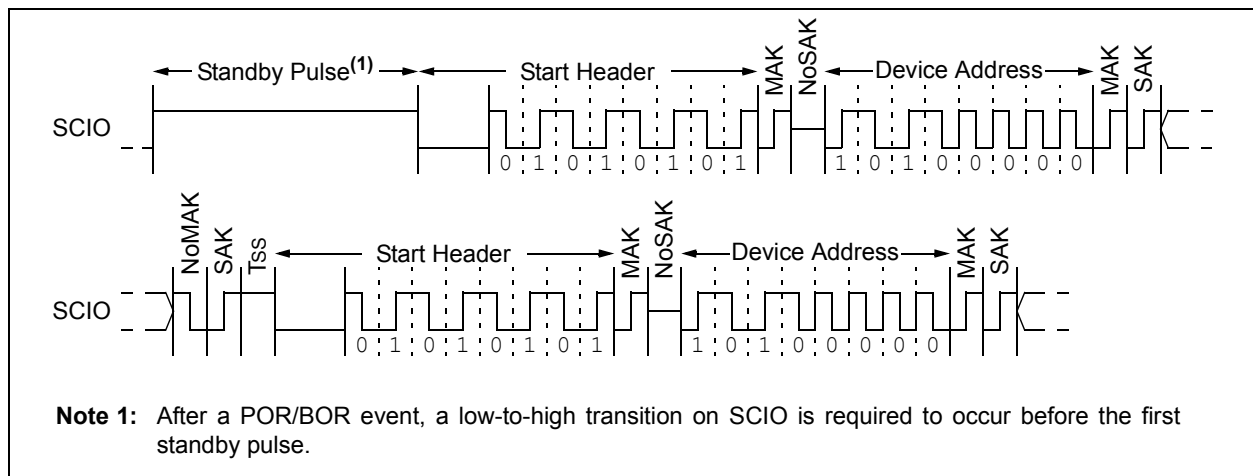 Standby Pulse(1) Start Header MAK NoSAK Device Address MAK SAK
SCIO
0 1 0 1 0 1 0 1 1 0 1 0 0 0 0 0
NoMAK SAK TSS Start Header MAK NoSAK Device Address MAK SAK
SCIO
0 1 0 1 0 1 0 1 1 0 1 0 0 0 0 0
Note 1: After a POR/BOR event, a low-to-high transition on SCIO is required to occur before the first
standby pulse.